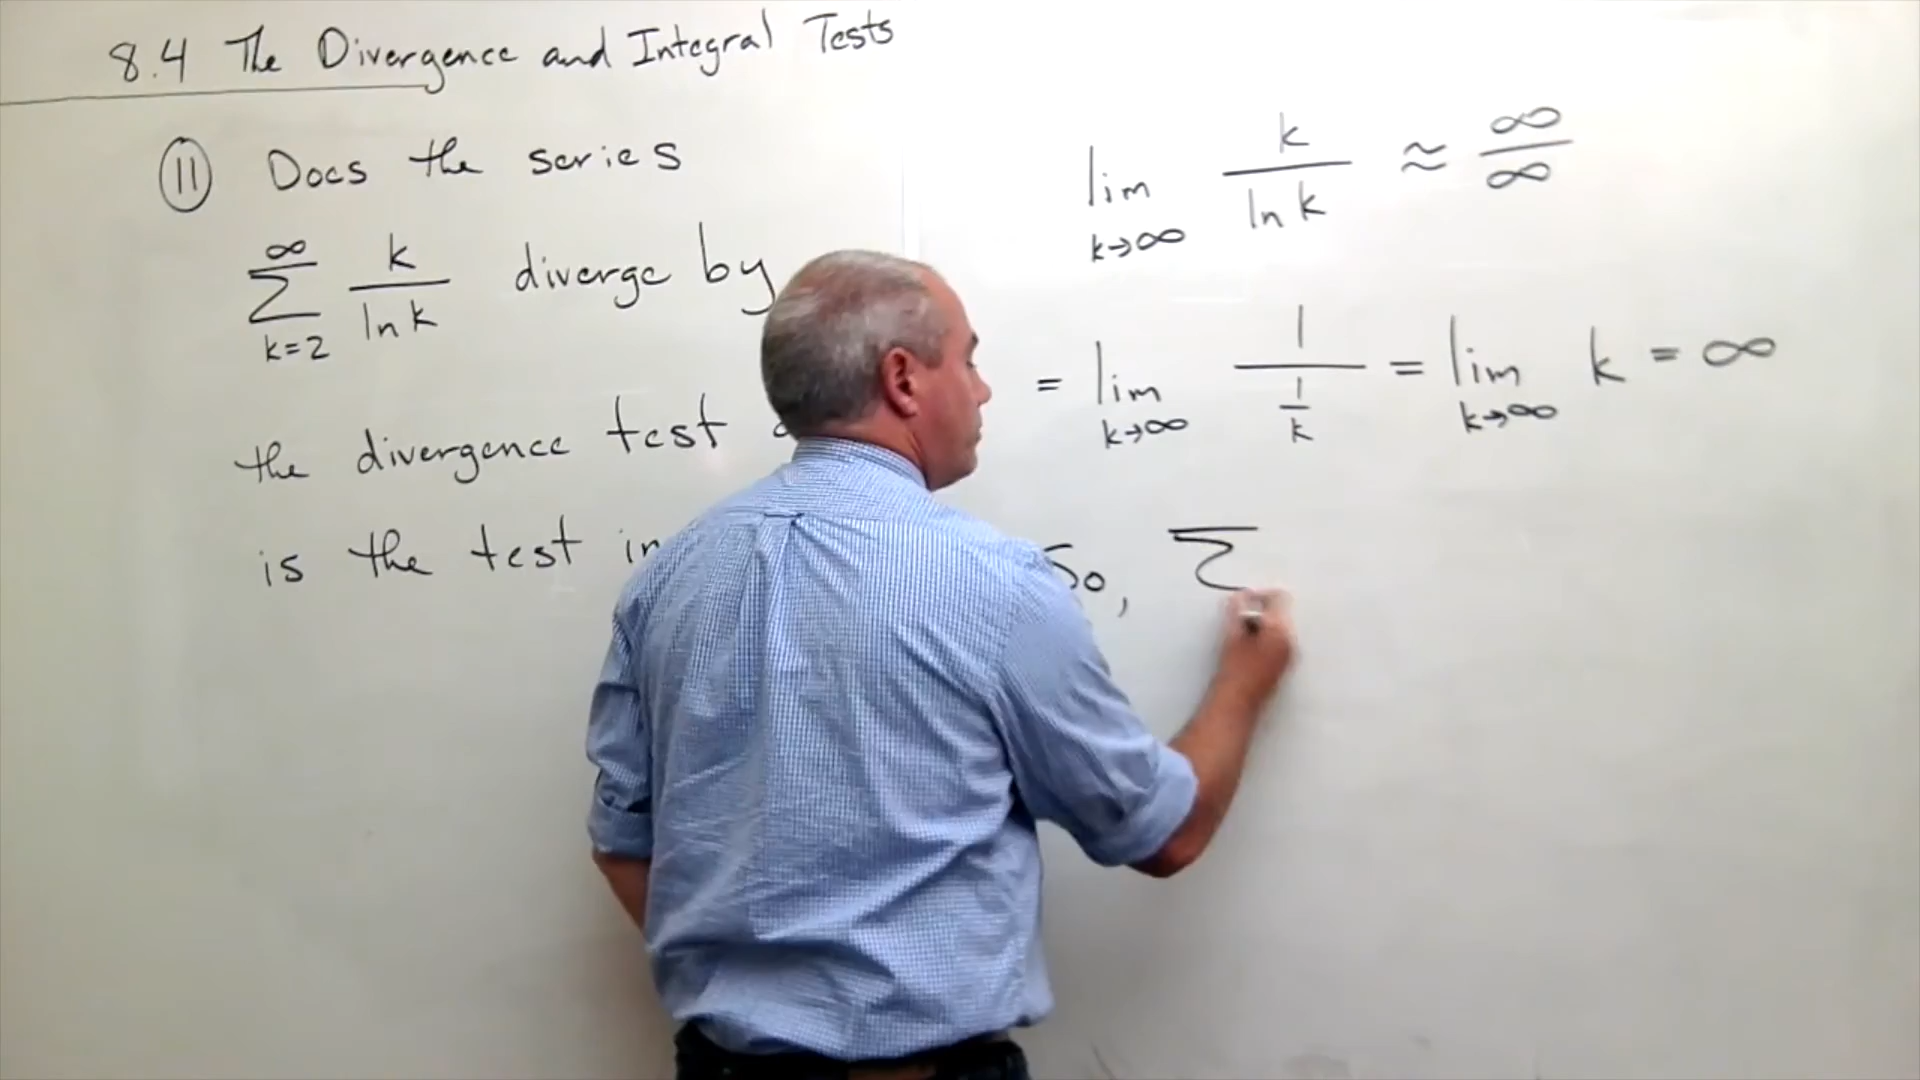 8.4 The Divergence and Integral Tests
⑪ Does the series
∞
Σ k/ln k diverge by
k=2
the divergence test
is the test
lim k→∞ k/ln k ≈ ∞/∞
= lim k→∞ 1/(1/k) = lim k→∞ k = ∞
So, Σ